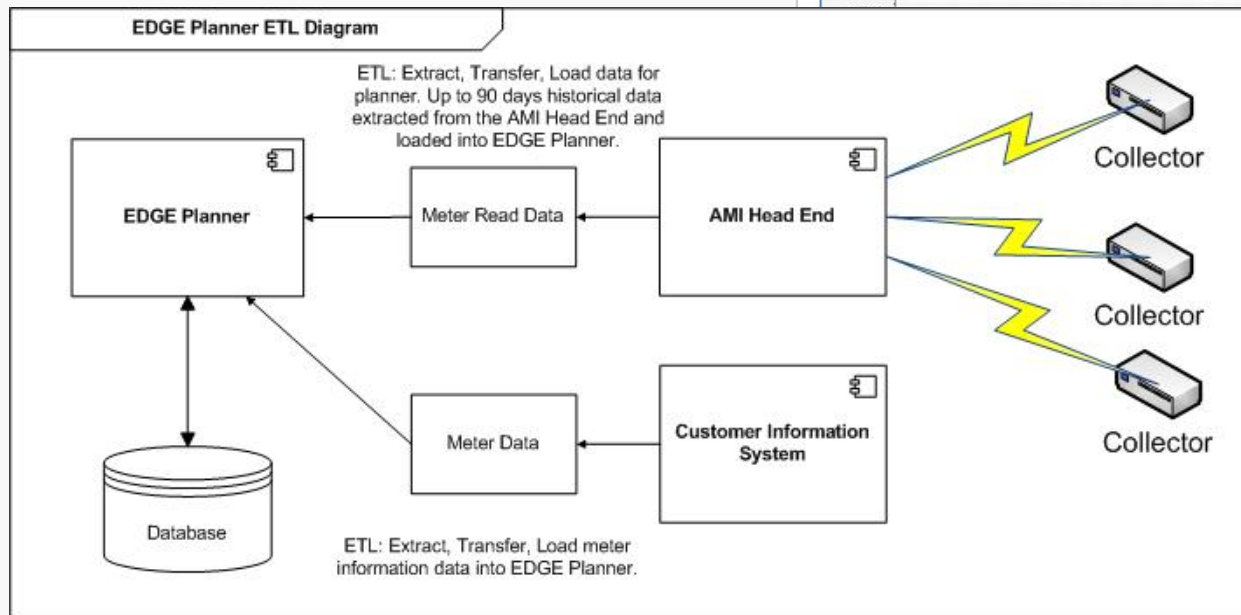 EDGE Planner ETL Diagram
ETL: Extract, Transfer, Load data for
planner. Up to 90 days historical data
extracted from the AMI Head End and
loaded into EDGE Planner.
Collector
EDGE Planner
Meter Read Data
AMI Head End
Collector
Collector
Meter Data
Customer Information
System
Database
ETL: Extract, Transfer, Load meter
information data into EDGE Planner.